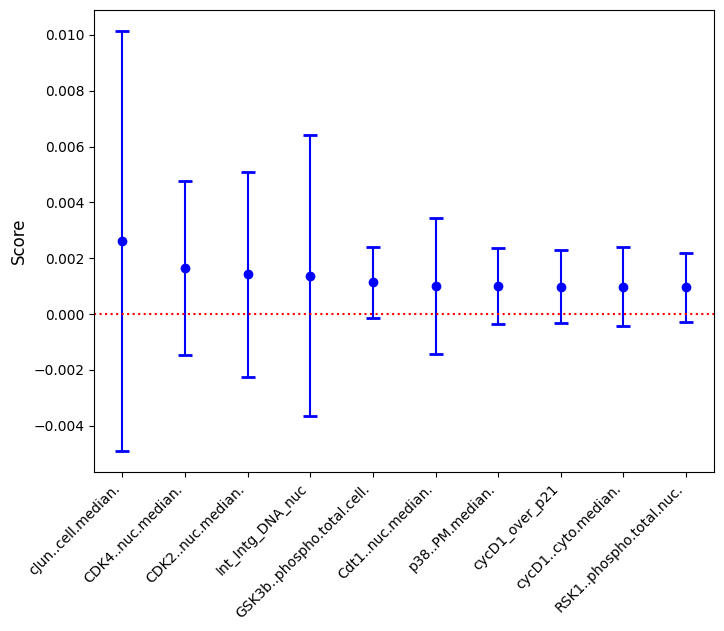 0.010
0.008
0.006
0.004
0.002
0.000
−0.002
−0.004
Score
cJun..cell.median.
CDK4..nuc.median.
CDK2..nuc.median.
Int_Intg_DNA_nuc
GSK3b..phospho.total.cell.
Cdt1..nuc.median.
p38..PM.median.
cycD1_over_p21
cycD1..cyto.median.
RSK1..phospho.total.nuc.